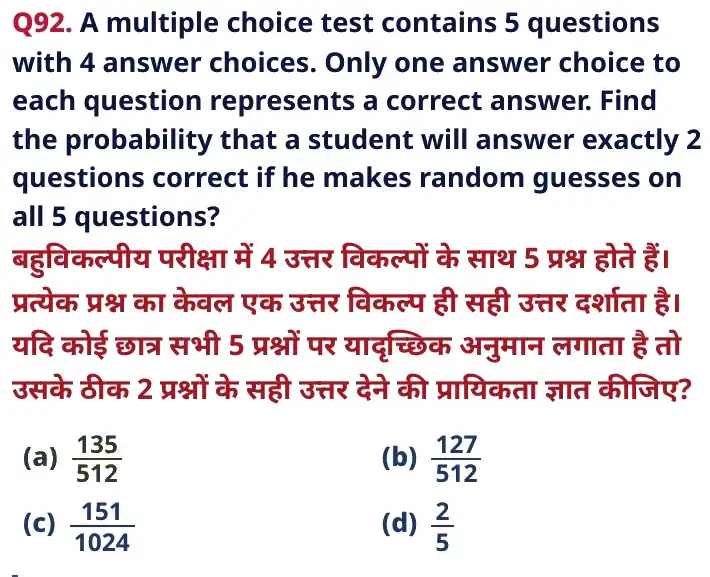 Q92. A multiple choice test contains 5 questions
with 4 answer choices. Only one answer choice to
each question represents a correct answer. Find
the probability that a student will answer exactly 2
questions correct if he makes random guesses on
all 5 questions?
बहुविकल्पीय परीक्षा में 4 उत्तर विकल्पों के साथ 5 प्रश्न होते हैं।
प्रत्येक प्रश्न का केवल एक उत्तर विकल्प ही सही उत्तर दर्शाता है।
यदि कोई छात्र सभी 5 प्रश्नों पर यादृच्छिक अनुमान लगाता है तो
उसके ठीक 2 प्रश्नों के सही उत्तर देने की प्रायिकता ज्ञात कीजिए?
(a) 135/512 (b) 127/512
(c) 151/1024 (d) 2/5